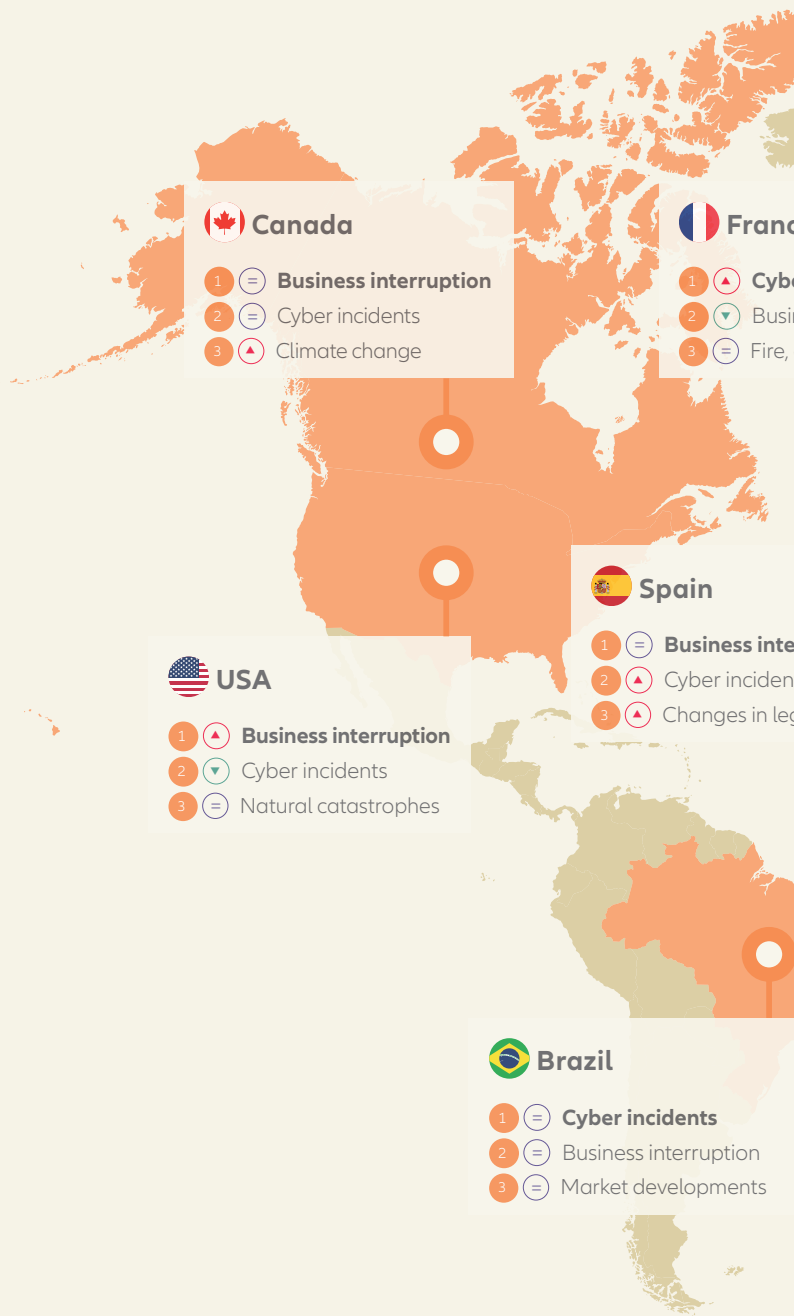 Canada
1 = Business interruption
2 = Cyber incidents
3 ▲ Climate change
Franc
1 ▲ Cybe
2 ▼ Busi
3 = Fire,
Spain
1 = Business inte
2 ▲ Cyber inciden
3 ▲ Changes in leg
USA
1 ▲ Business interruption
2 ▼ Cyber incidents
3 = Natural catastrophes
Brazil
1 = Cyber incidents
2 = Business interruption
3 = Market developments